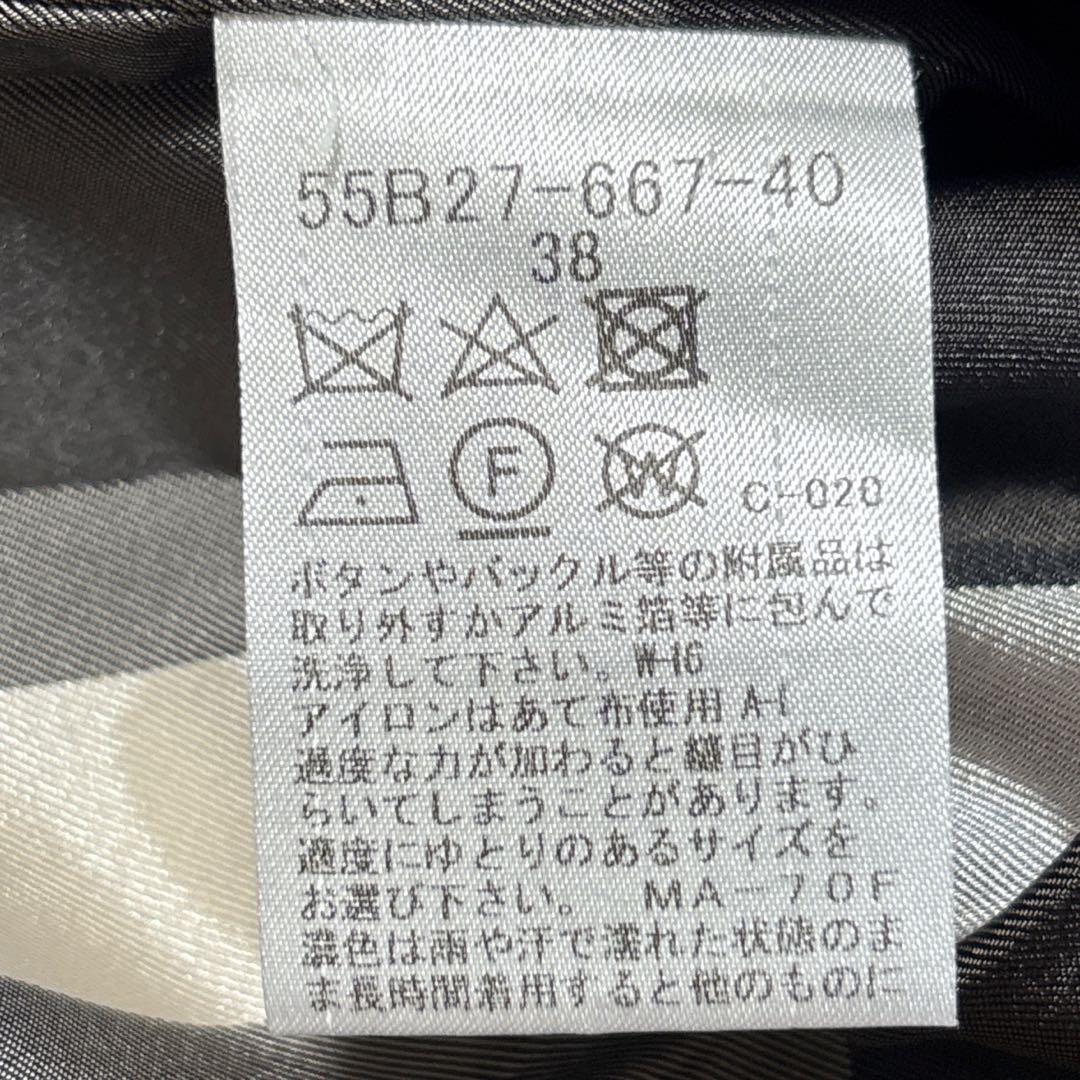 55B27-667-40
38
F
W
C-020
ボタンやバックル等の附属品は
取り外すかアルミ箔等に包んで
洗浄して下さい。W-16
アイロンはあて布使用 A-1
過度な力が加わると縫目がひ
らいてしまうことがあります。
適度にゆとりのあるサイズを
お選び下さい。 MA-70F
濃色は雨や汗で濡れた状態のま
ま長時間着用すると他のものに